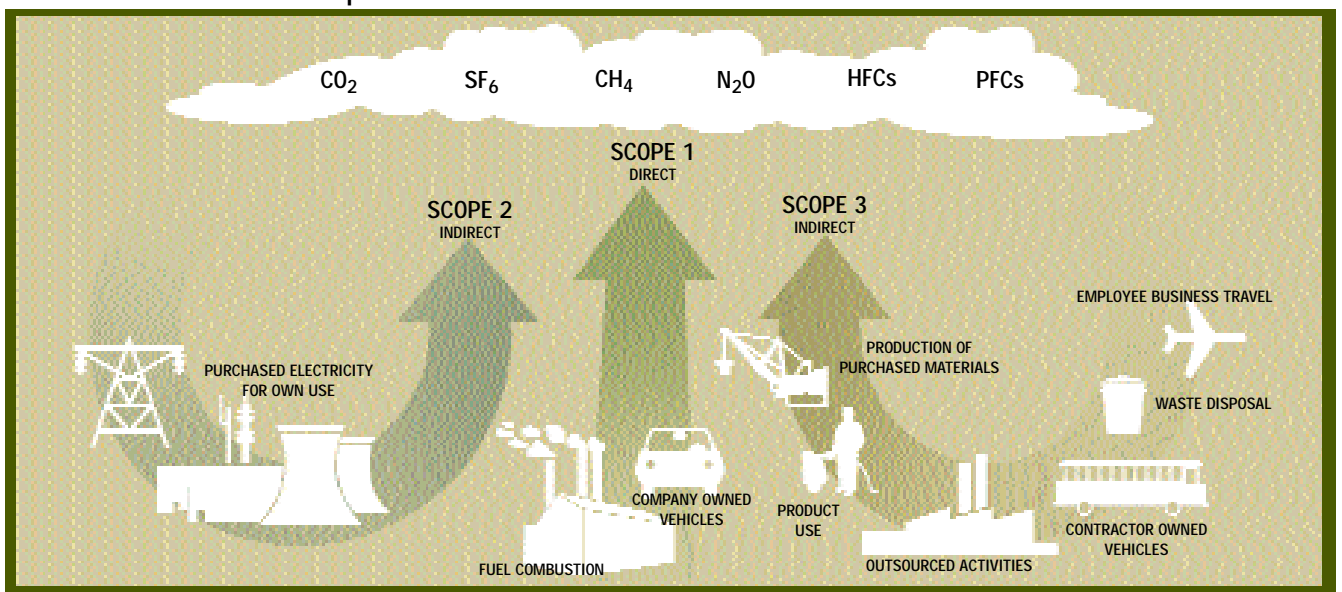 CO2
SF6
CH4
N2O
HFCs
PFCs
SCOPE 1
DIRECT
SCOPE 2
INDIRECT
SCOPE 3
INDIRECT
PURCHASED ELECTRICITY
FOR OWN USE
FUEL COMBUSTION
COMPANY OWNED
VEHICLES
PRODUCTION OF
PURCHASED MATERIALS
PRODUCT
USE
OUTSOURCED ACTIVITIES
EMPLOYEE BUSINESS TRAVEL
WASTE DISPOSAL
CONTRACTOR OWNED
VEHICLES